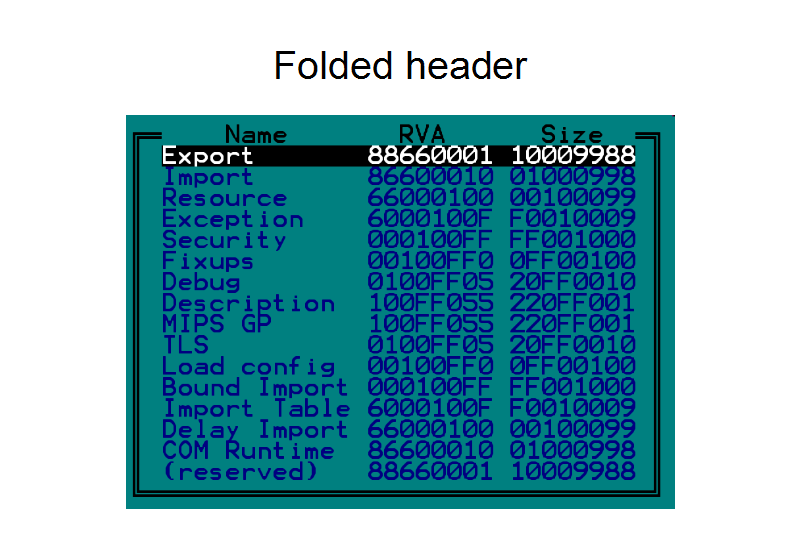 Folded header
Name RVA Size
Export 88660001 10009988
Import 86600010 01000998
Resource 66000100 00100099
Exception 6000100F F0010009
Security 000100FF FF001000
Fixups 00100FF0 0FF00100
Debug 0100FF05 20FF0010
Description 100FF055 220FF001
MIPS GP 100FF055 220FF001
TLS 0100FF05 20FF0010
Load config 00100FF0 0FF00100
Bound Import 000100FF FF001000
Import Table 6000100F F0010009
Delay Import 66000100 00100099
COM Runtime 86600010 01000998
(reserved) 88660001 10009988